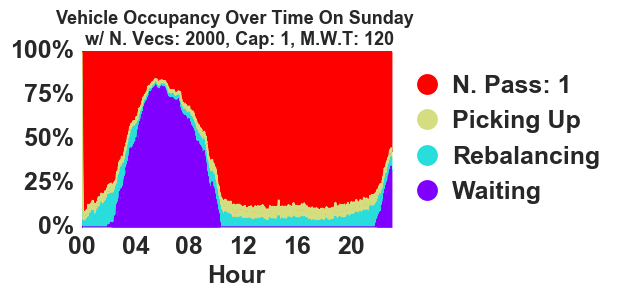 Vehicle Occupancy Over Time On Sunday
w/ N. Vecs: 2000, Cap: 1, M.W.T: 120
100%
75%
50%
25%
0%
00 04 08 12 16 20
Hour
N. Pass: 1
Picking Up
Rebalancing
Waiting